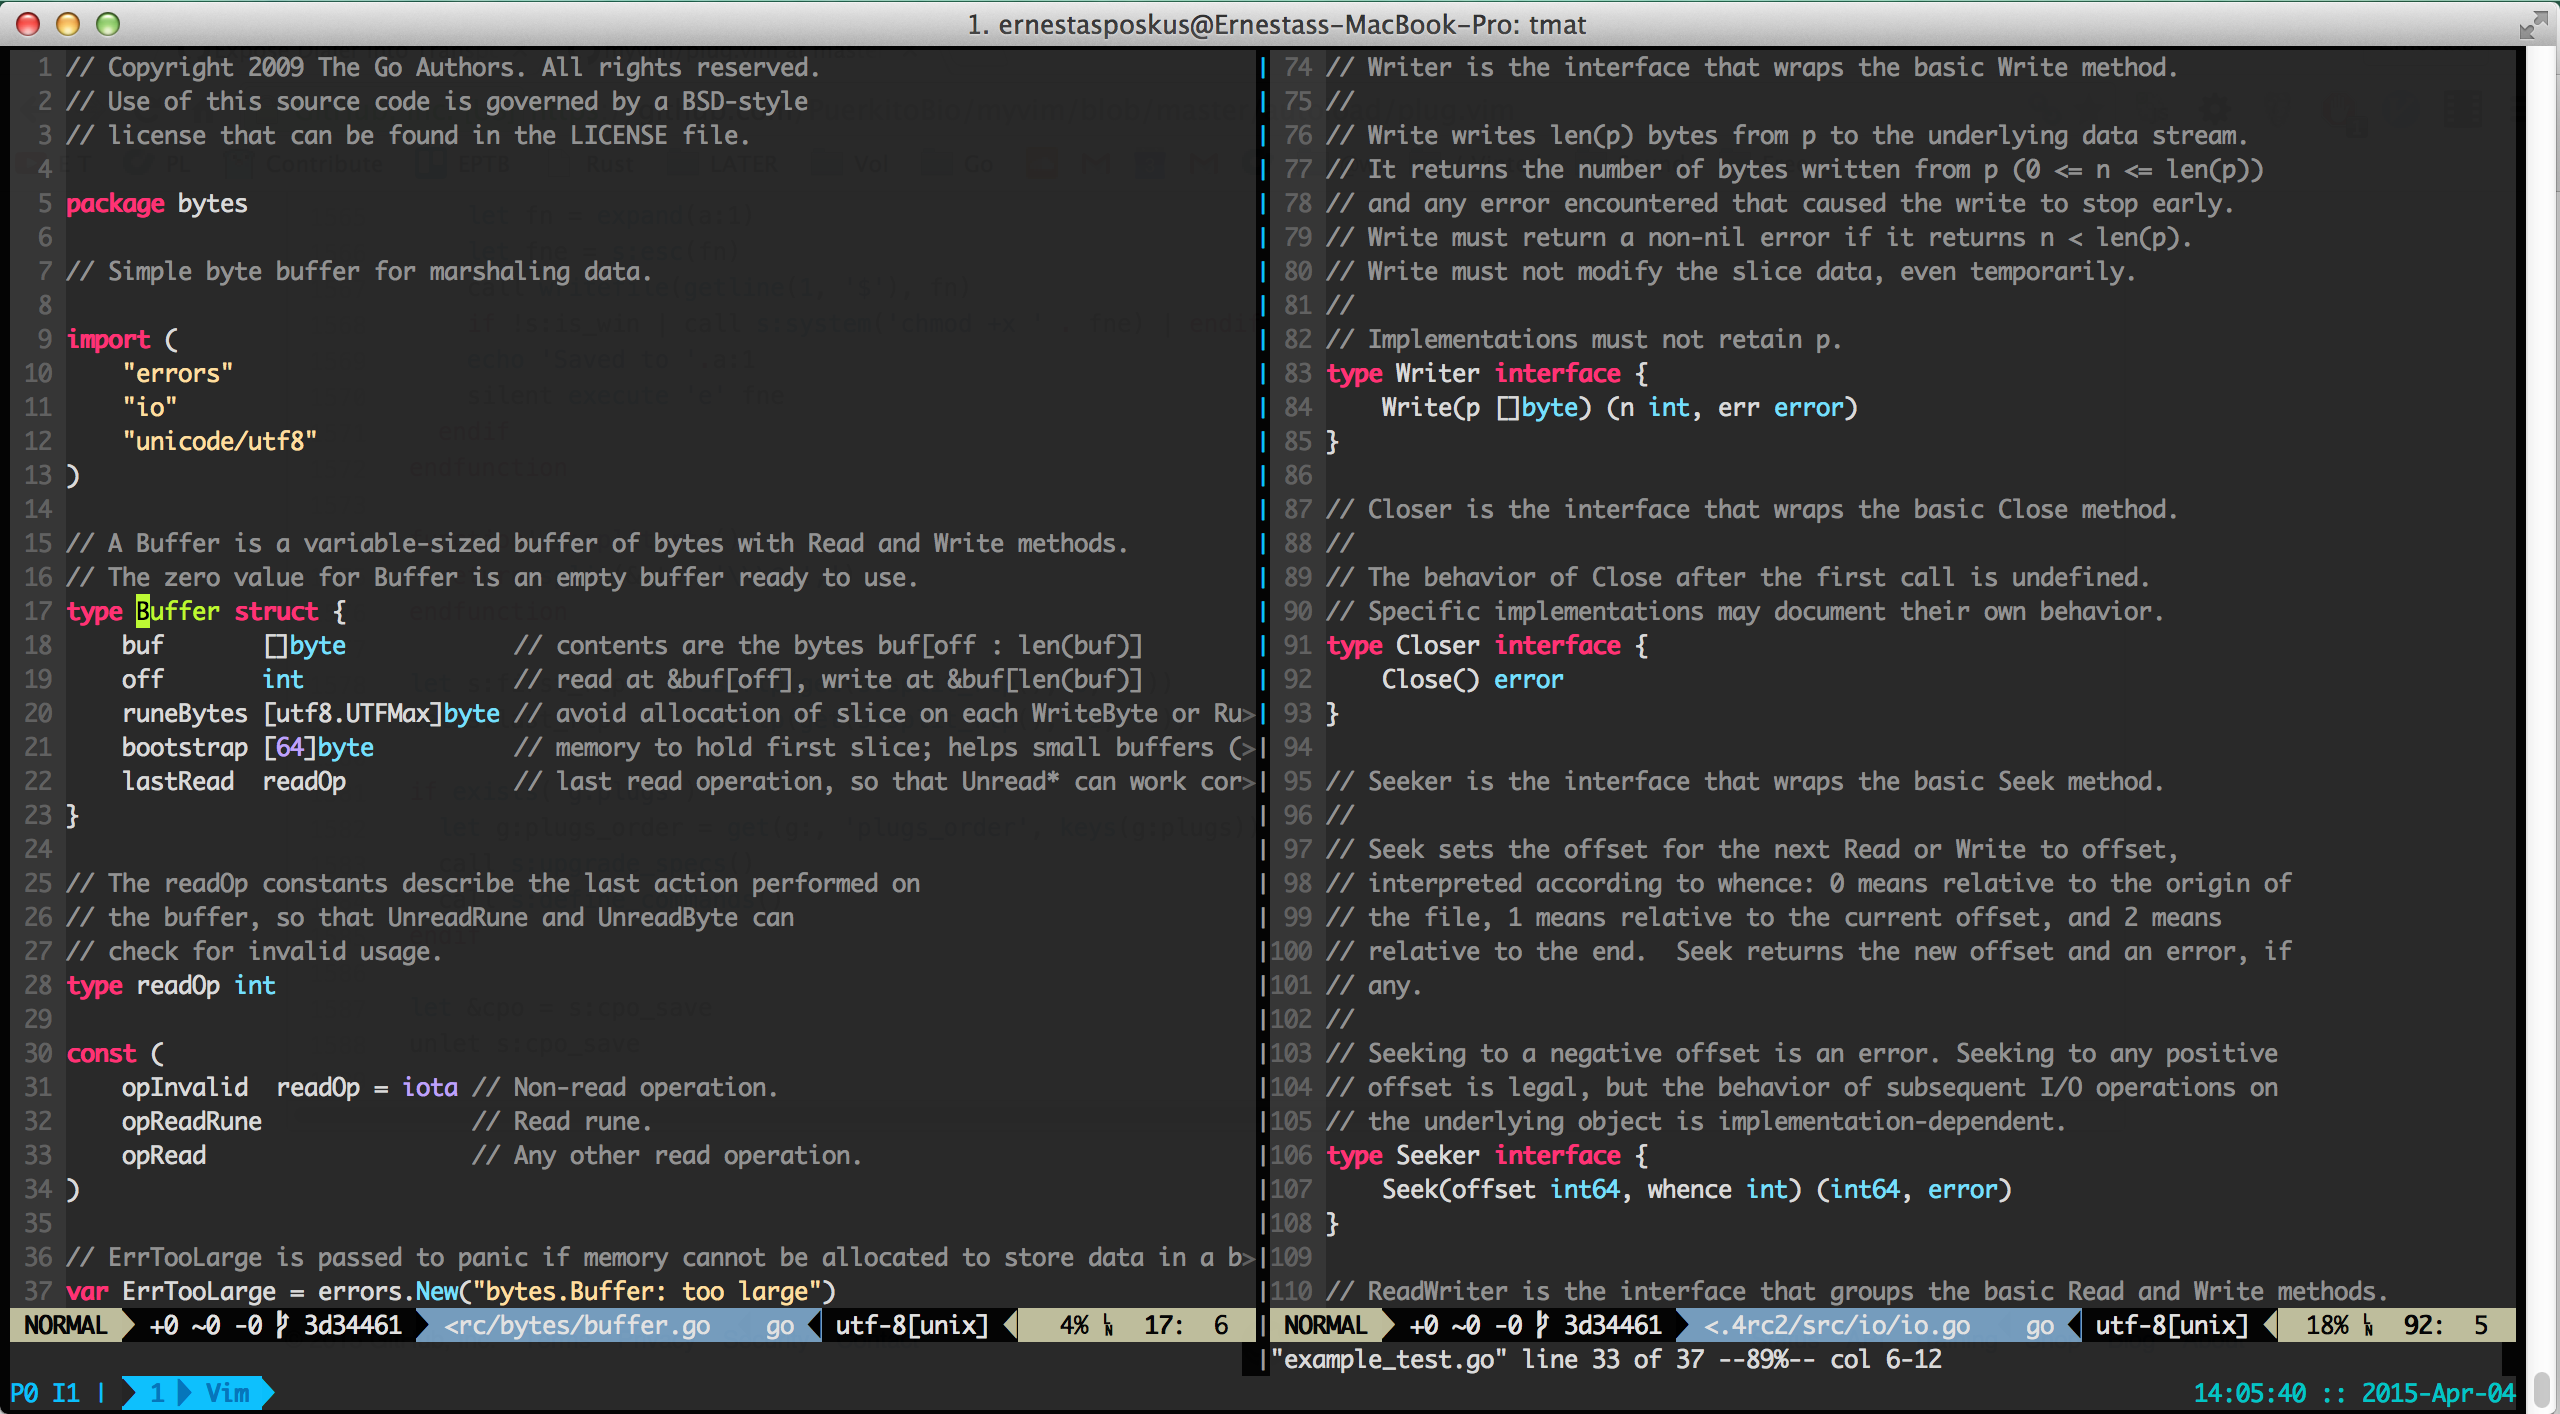 1. ernestasposkus@Ernestass-MacBook-Pro: tmat
1 // Copyright 2009 The Go Authors. All rights reserved.
2 // Use of this source code is governed by a BSD-style
3 // license that can be found in the LICENSE file.
4
5 package bytes
6
7 // Simple byte buffer for marshaling data.
8
9 import (
10     "errors"
11     "io"
12     "unicode/utf8"
13 )
14
15 // A Buffer is a variable-sized buffer of bytes with Read and Write methods.
16 // The zero value for Buffer is an empty buffer ready to use.
17 type Buffer struct {
18     buf       []byte            // contents are the bytes buf[off : len(buf)]
19     off       int               // read at &buf[off], write at &buf[len(buf)]
20     runeBytes [utf8.UTFMax]byte // avoid allocation of slice on each WriteByte or Ru>
21     bootstrap [64]byte          // memory to hold first slice; helps small buffers (>
22     lastRead  readOp            // last read operation, so that Unread* can work cor>
23 }
24
25 // The readOp constants describe the last action performed on
26 // the buffer, so that UnreadRune and UnreadByte can
27 // check for invalid usage.
28 type readOp int
29
30 const (
31     opInvalid  readOp = iota // Non-read operation.
32     opReadRune               // Read rune.
33     opRead                   // Any other read operation.
34 )
35
36 // ErrTooLarge is passed to panic if memory cannot be allocated to store data in a b>
37 var ErrTooLarge = errors.New("bytes.Buffer: too large")
NORMAL +0 ~0 -0 3d34461 <rc/bytes/buffer.go go utf-8[unix] 4% 17: 6
74 // Writer is the interface that wraps the basic Write method.
75 //
76 // Write writes len(p) bytes from p to the underlying data stream.
77 // It returns the number of bytes written from p (0 <= n <= len(p))
78 // and any error encountered that caused the write to stop early.
79 // Write must return a non-nil error if it returns n < len(p).
80 // Write must not modify the slice data, even temporarily.
81 //
82 // Implementations must not retain p.
83 type Writer interface {
84     Write(p []byte) (n int, err error)
85 }
86
87 // Closer is the interface that wraps the basic Close method.
88 //
89 // The behavior of Close after the first call is undefined.
90 // Specific implementations may document their own behavior.
91 type Closer interface {
92     Close() error
93 }
94
95 // Seeker is the interface that wraps the basic Seek method.
96 //
97 // Seek sets the offset for the next Read or Write to offset,
98 // interpreted according to whence: 0 means relative to the origin of
99 // the file, 1 means relative to the current offset, and 2 means
100 // relative to the end.  Seek returns the new offset and an error, if
101 // any.
102 //
103 // Seeking to a negative offset is an error. Seeking to any positive
104 // offset is legal, but the behavior of subsequent I/O operations on
105 // the underlying object is implementation-dependent.
106 type Seeker interface {
107     Seek(offset int64, whence int) (int64, error)
108 }
109
110 // ReadWriter is the interface that groups the basic Read and Write methods.
NORMAL +0 ~0 -0 3d34461 <.4rc2/src/io/io.go go utf-8[unix] 18% 92: 5
"example_test.go" line 33 of 37 --89%-- col 6-12
P0 I1 | 1 Vim
14:05:40 :: 2015-Apr-04